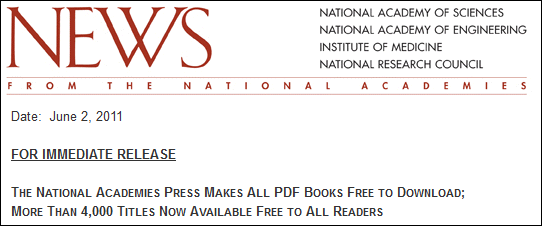 NEWS
NATIONAL ACADEMY OF SCIENCES
NATIONAL ACADEMY OF ENGINEERING
INSTITUTE OF MEDICINE
NATIONAL RESEARCH COUNCIL
FROM THE NATIONAL ACADEMIES
Date: June 2, 2011
FOR IMMEDIATE RELEASE
THE NATIONAL ACADEMIES PRESS MAKES ALL PDF BOOKS FREE TO DOWNLOAD;
MORE THAN 4,000 TITLES NOW AVAILABLE FREE TO ALL READERS